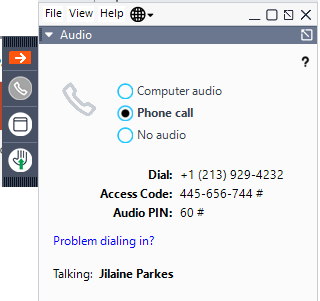 File View Help
Audio
?
Computer audio
Phone call
No audio
Dial: +1 (213) 929-4232
Access Code: 445-656-744 #
Audio PIN: 60 #
Problem dialing in?
Talking: Jilaine Parkes